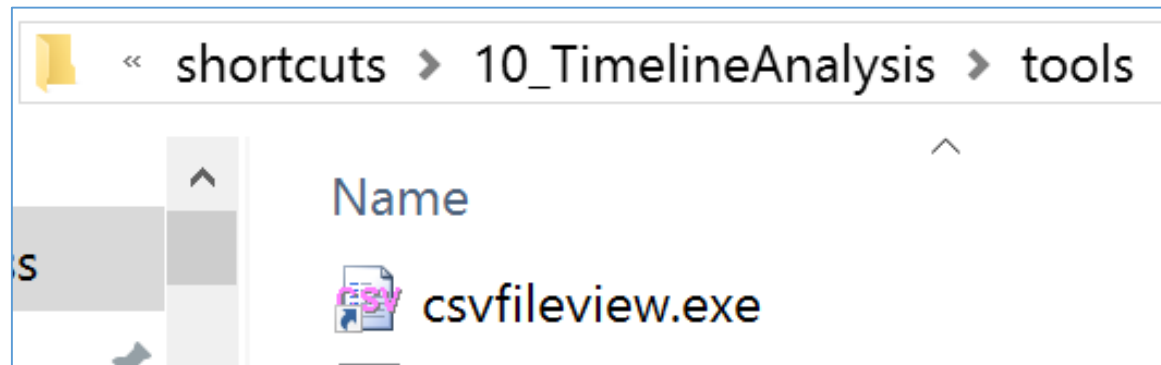 « shortcuts > 10_TimelineAnalysis > tools
Name
s
CSV csvfileview.exe